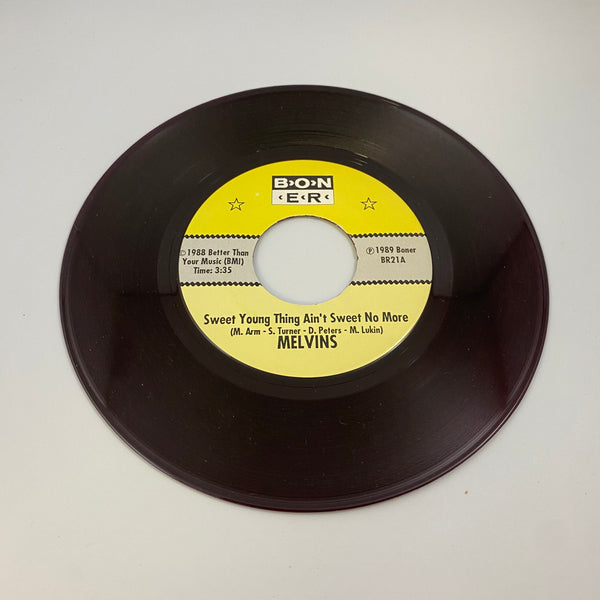 B›O›N
‹E‹R‹
©1988 Better Than
Your Music (BMI)
Time: 3:35
℗1989 Boner
BR21A
Sweet Young Thing Ain't Sweet No More
(M. Arm - S. Turner - D. Peters - M. Lukin)
MELVINS